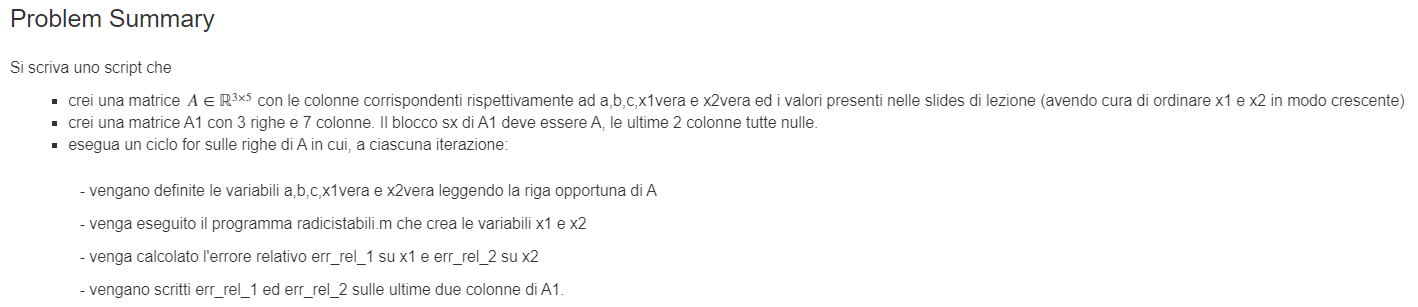 Problem Summary
Si scriva uno script che
▪ crei una matrice A ∈ ℝ³ˣ⁵ con le colonne corrispondenti rispettivamente ad a,b,c,x1vera e x2vera ed i valori presenti nelle slides di lezione (avendo cura di ordinare x1 e x2 in modo crescente)
▪ crei una matrice A1 con 3 righe e 7 colonne. Il blocco sx di A1 deve essere A, le ultime 2 colonne tutte nulle.
▪ esegua un ciclo for sulle righe di A in cui, a ciascuna iterazione:
- vengano definite le variabili a,b,c,x1vera e x2vera leggendo la riga opportuna di A
- venga eseguito il programma radicistabili.m che crea le variabili x1 e x2
- venga calcolato l'errore relativo err_rel_1 su x1 e err_rel_2 su x2
- vengano scritti err_rel_1 ed err_rel_2 sulle ultime due colonne di A1.